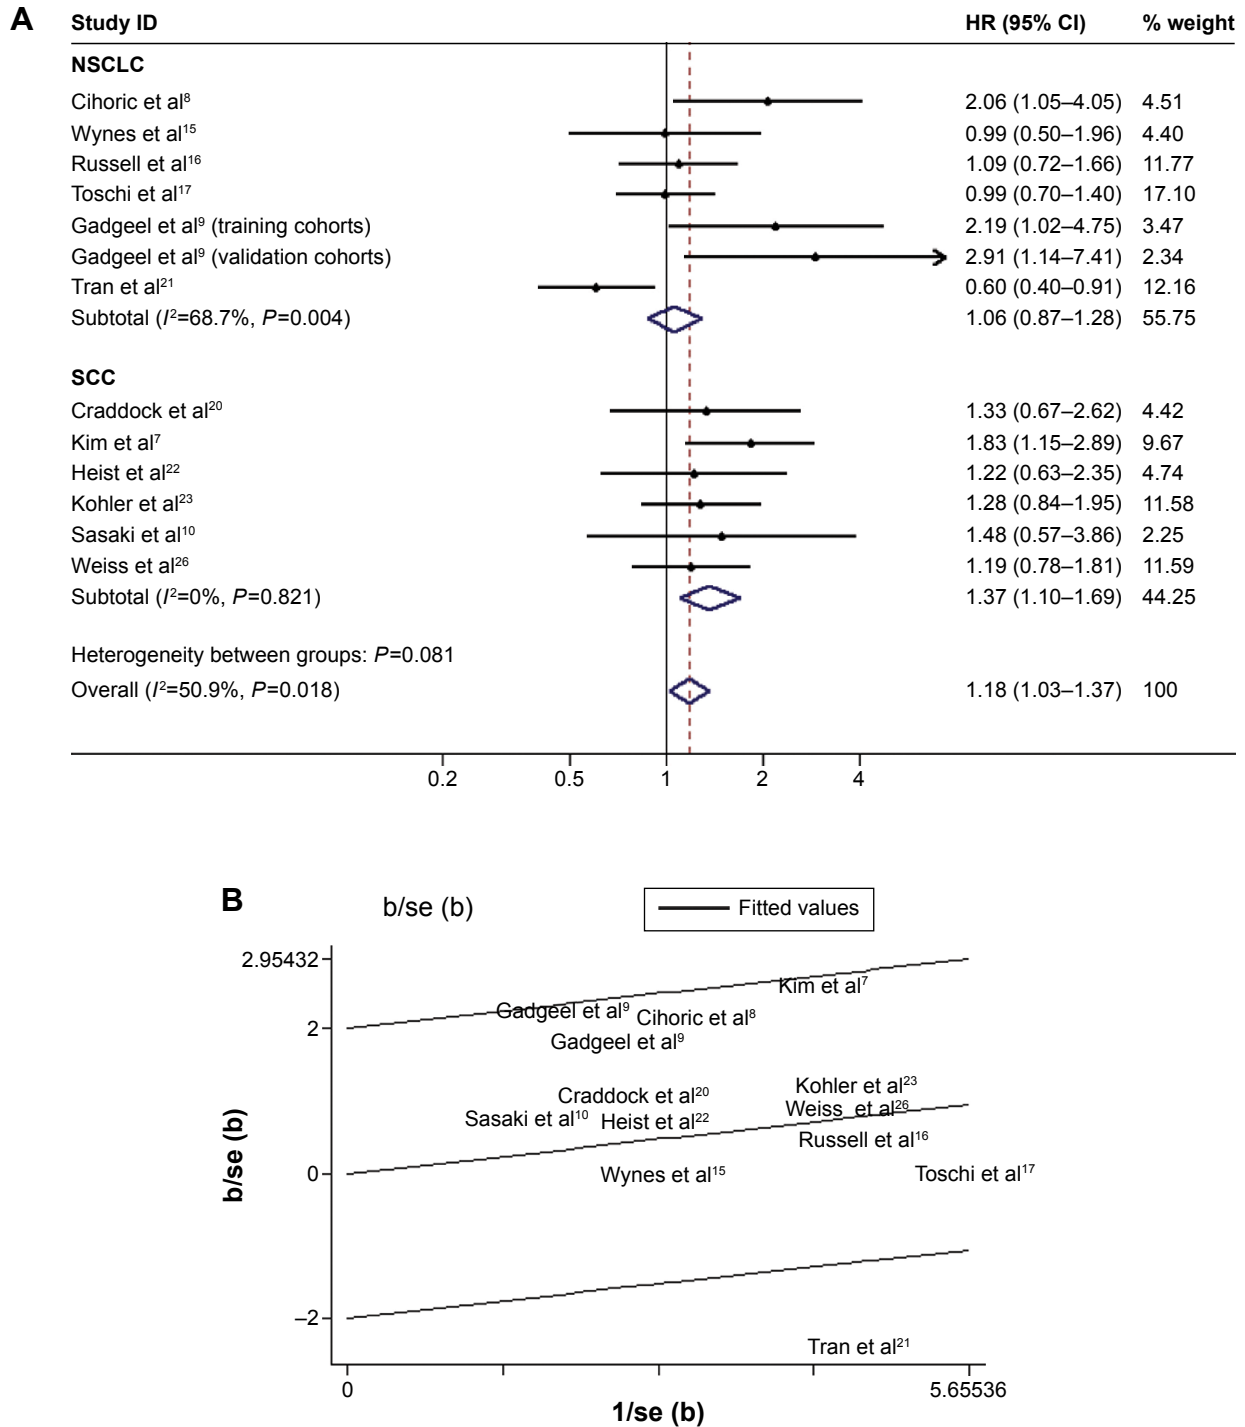 A
Study ID HR (95% CI) % weight
NSCLC
Cihoric et al⁸ 2.06 (1.05–4.05) 4.51
Wynes et al¹⁵ 0.99 (0.50–1.96) 4.40
Russell et al¹⁶ 1.09 (0.72–1.66) 11.77
Toschi et al¹⁷ 0.99 (0.70–1.40) 17.10
Gadgeel et al⁹ (training cohorts) 2.19 (1.02–4.75) 3.47
Gadgeel et al⁹ (validation cohorts) 2.91 (1.14–7.41) 2.34
Tran et al²¹ 0.60 (0.40–0.91) 12.16
Subtotal (I²=68.7%, P=0.004) 1.06 (0.87–1.28) 55.75
SCC
Craddock et al²⁰ 1.33 (0.67–2.62) 4.42
Kim et al⁷ 1.83 (1.15–2.89) 9.67
Heist et al²² 1.22 (0.63–2.35) 4.74
Kohler et al²³ 1.28 (0.84–1.95) 11.58
Sasaki et al¹⁰ 1.48 (0.57–3.86) 2.25
Weiss et al²⁶ 1.19 (0.78–1.81) 11.59
Subtotal (I²=0%, P=0.821) 1.37 (1.10–1.69) 44.25
Heterogeneity between groups: P=0.081
Overall (I²=50.9%, P=0.018) 1.18 (1.03–1.37) 100
0.2 0.5 1 2 4
B
b/se (b) Fitted values
2.95432
Kim et al⁷
Gadgeel et al⁹
Cihoric et al⁸
2
Gadgeel et al⁹
Kohler et al²³
Craddock et al²⁰
Weiss et al²⁶
Sasaki et al¹⁰
Heist et al²²
Russell et al¹⁶
0
Wynes et al¹⁵
Toschi et al¹⁷
b/se (b)
–2
Tran et al²¹
0 5.65536
1/se (b)